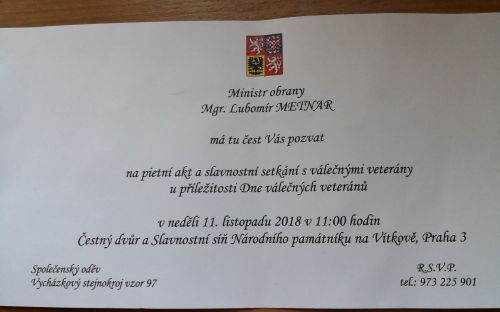 Ministr obrany
Mgr. Lubomír METNAR
má tu čest Vás pozvat
na pietní akt a slavnostní setkání s válečnými veterány
u příležitosti Dne válečných veteránů
v neděli 11. listopadu 2018 v 11:00 hodin
Čestný dvůr a Slavnostní síň Národního památníku na Vítkově, Praha 3
Společenský oděv
Vycházkový stejnokroj vzor 97
R.S.V.P.
tel.: 973 225 901